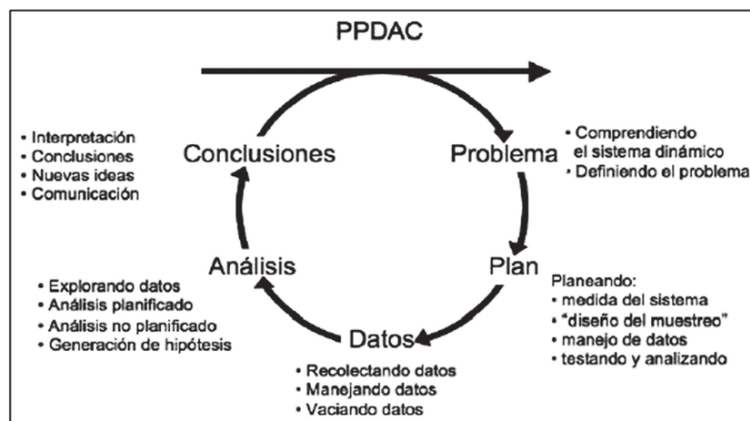 PPDAC
Problema
• Comprendiendo
el sistema dinámico
• Definiendo el problema
Plan
Planeando:
• medida del sistema
• “diseño del muestreo”
• manejo de datos
• testando y analizando
Datos
• Recolectando datos
• Manejando datos
• Vaciando datos
Análisis
• Explorando datos
• Análisis planificado
• Análisis no planificado
• Generación de hipótesis
Conclusiones
• Interpretación
• Conclusiones
• Nuevas ideas
• Comunicación